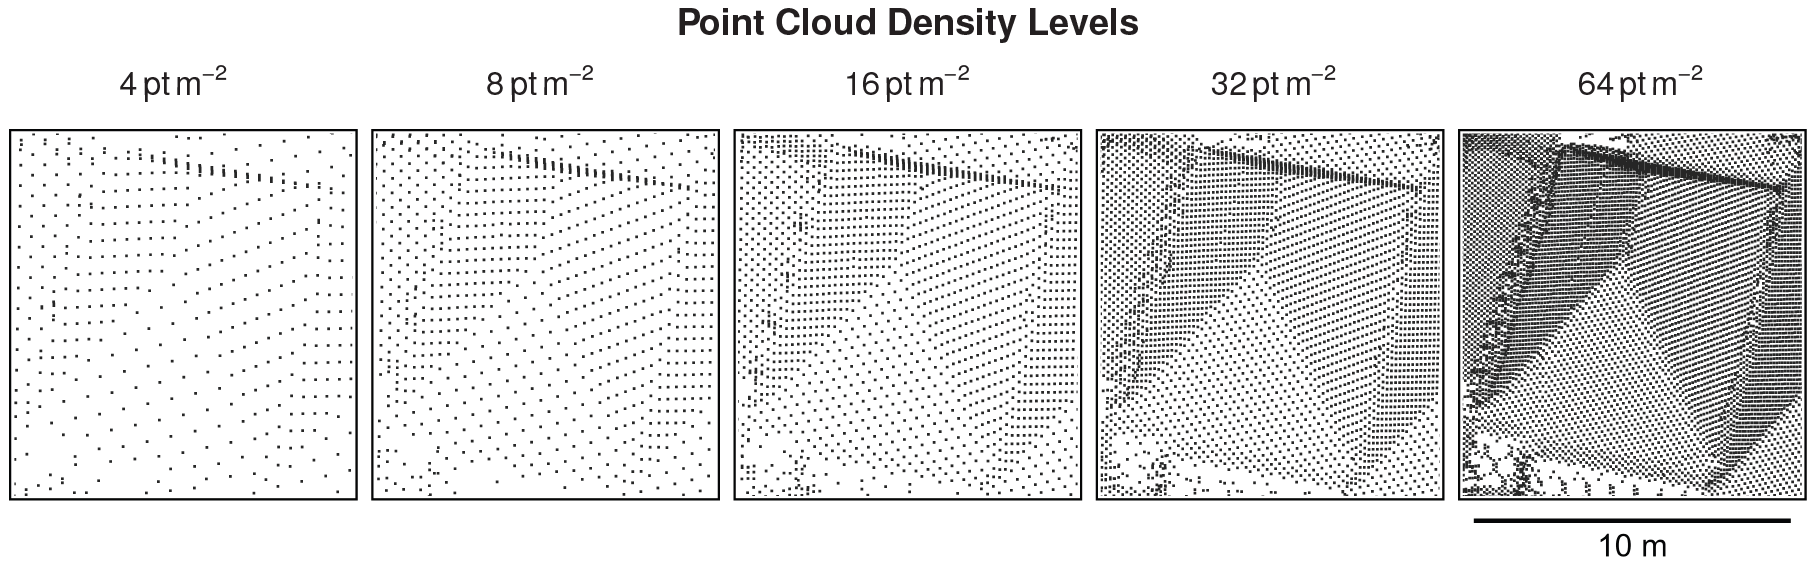 Point Cloud Density Levels
4 pt m⁻² 8 pt m⁻² 16 pt m⁻² 32 pt m⁻² 64 pt m⁻²
10 m